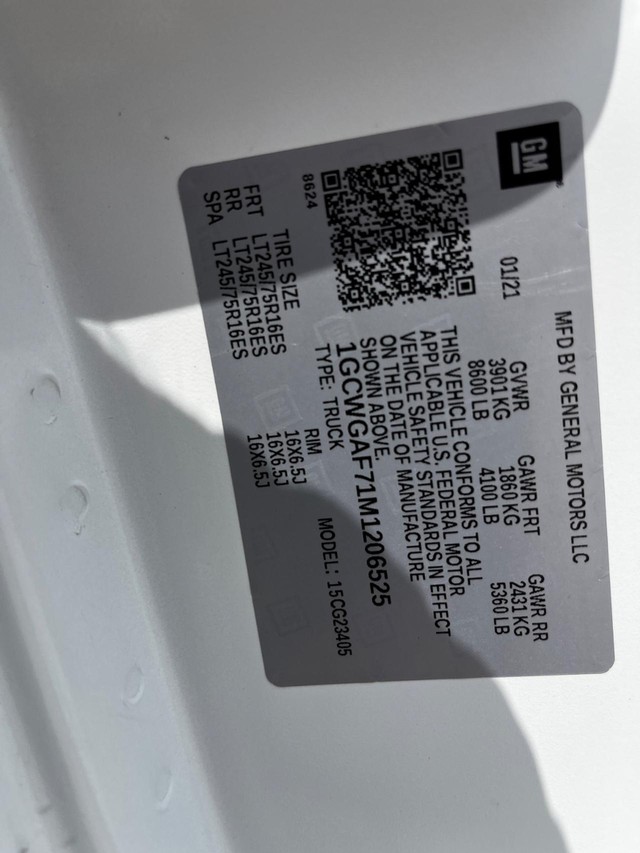 GM
MFD BY GENERAL MOTORS LLC
01/21
GVWR GAWR FRT GAWR RR
3901 KG 1860 KG 2431 KG
8600 LB 4100 LB 5360 LB
THIS VEHICLE CONFORMS TO ALL
APPLICABLE U.S. FEDERAL MOTOR
VEHICLE SAFETY STANDARDS IN EFFECT
ON THE DATE OF MANUFACTURE
SHOWN ABOVE.
1GCWGAF71M1206525
8624
TYPE: TRUCK MODEL: 15CG23405
TIRE SIZE RIM
FRT LT245/75R16ES 16X6.5J
RR LT245/75R16ES 16X6.5J
SPA LT245/75R16ES 16X6.5J